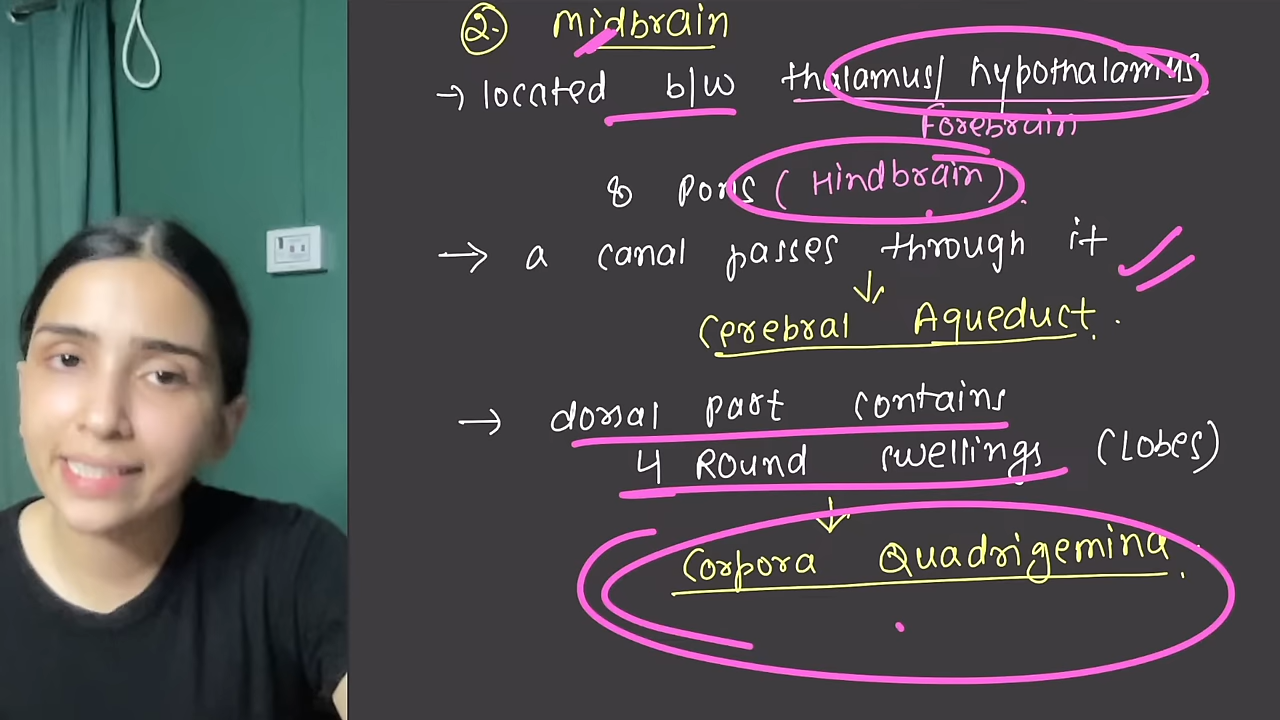 2. Midbrain
→ located b/w thalamus/ hypothalamus
Forebrain
& Pons (Hindbrain).
→ a canal passes through it
↓
Cerebral Aqueduct.
→ dorsal part contains
4 Round swellings (Lobes)
↓
Corpora Quadrigemina.